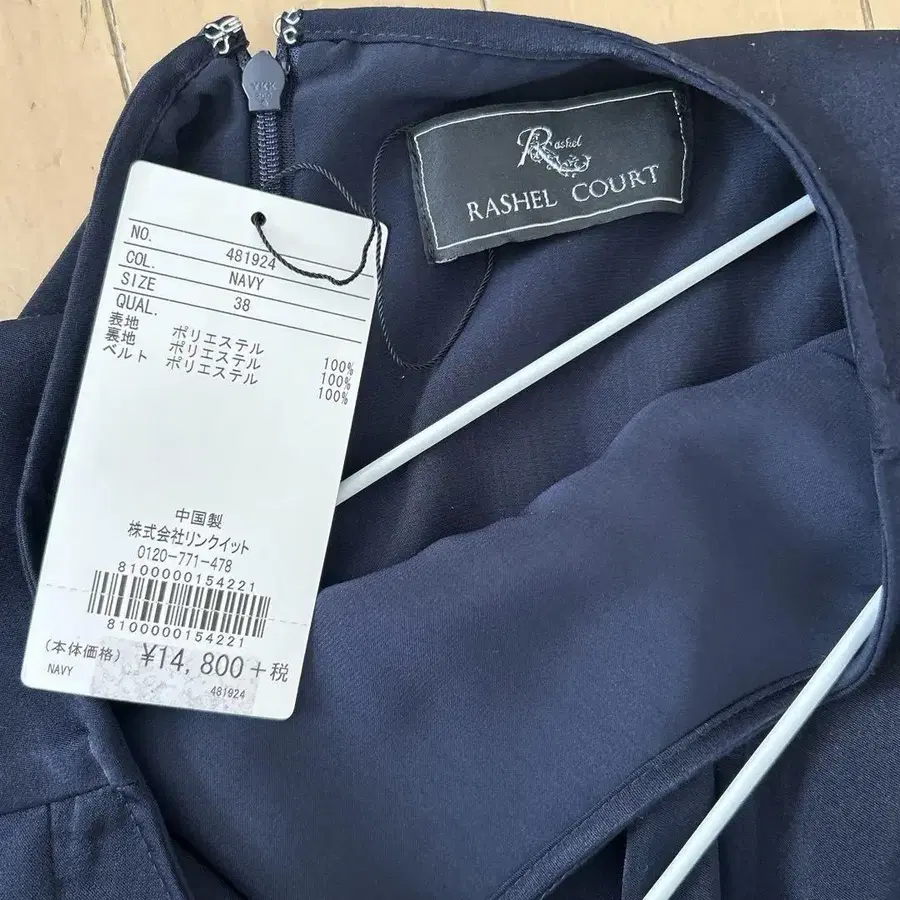 YKK
Rashel
RASHEL COURT
NO. 481924
COL. NAVY
SIZE 38
QUAL.
表地 ポリエステル 100%
裏地 ポリエステル 100%
ベルト ポリエステル 100%
中国製
株式会社リンクイット
0120-771-478
8100000154221
8100000154221
(本体価格) ¥14,800+税
NAVY 481924